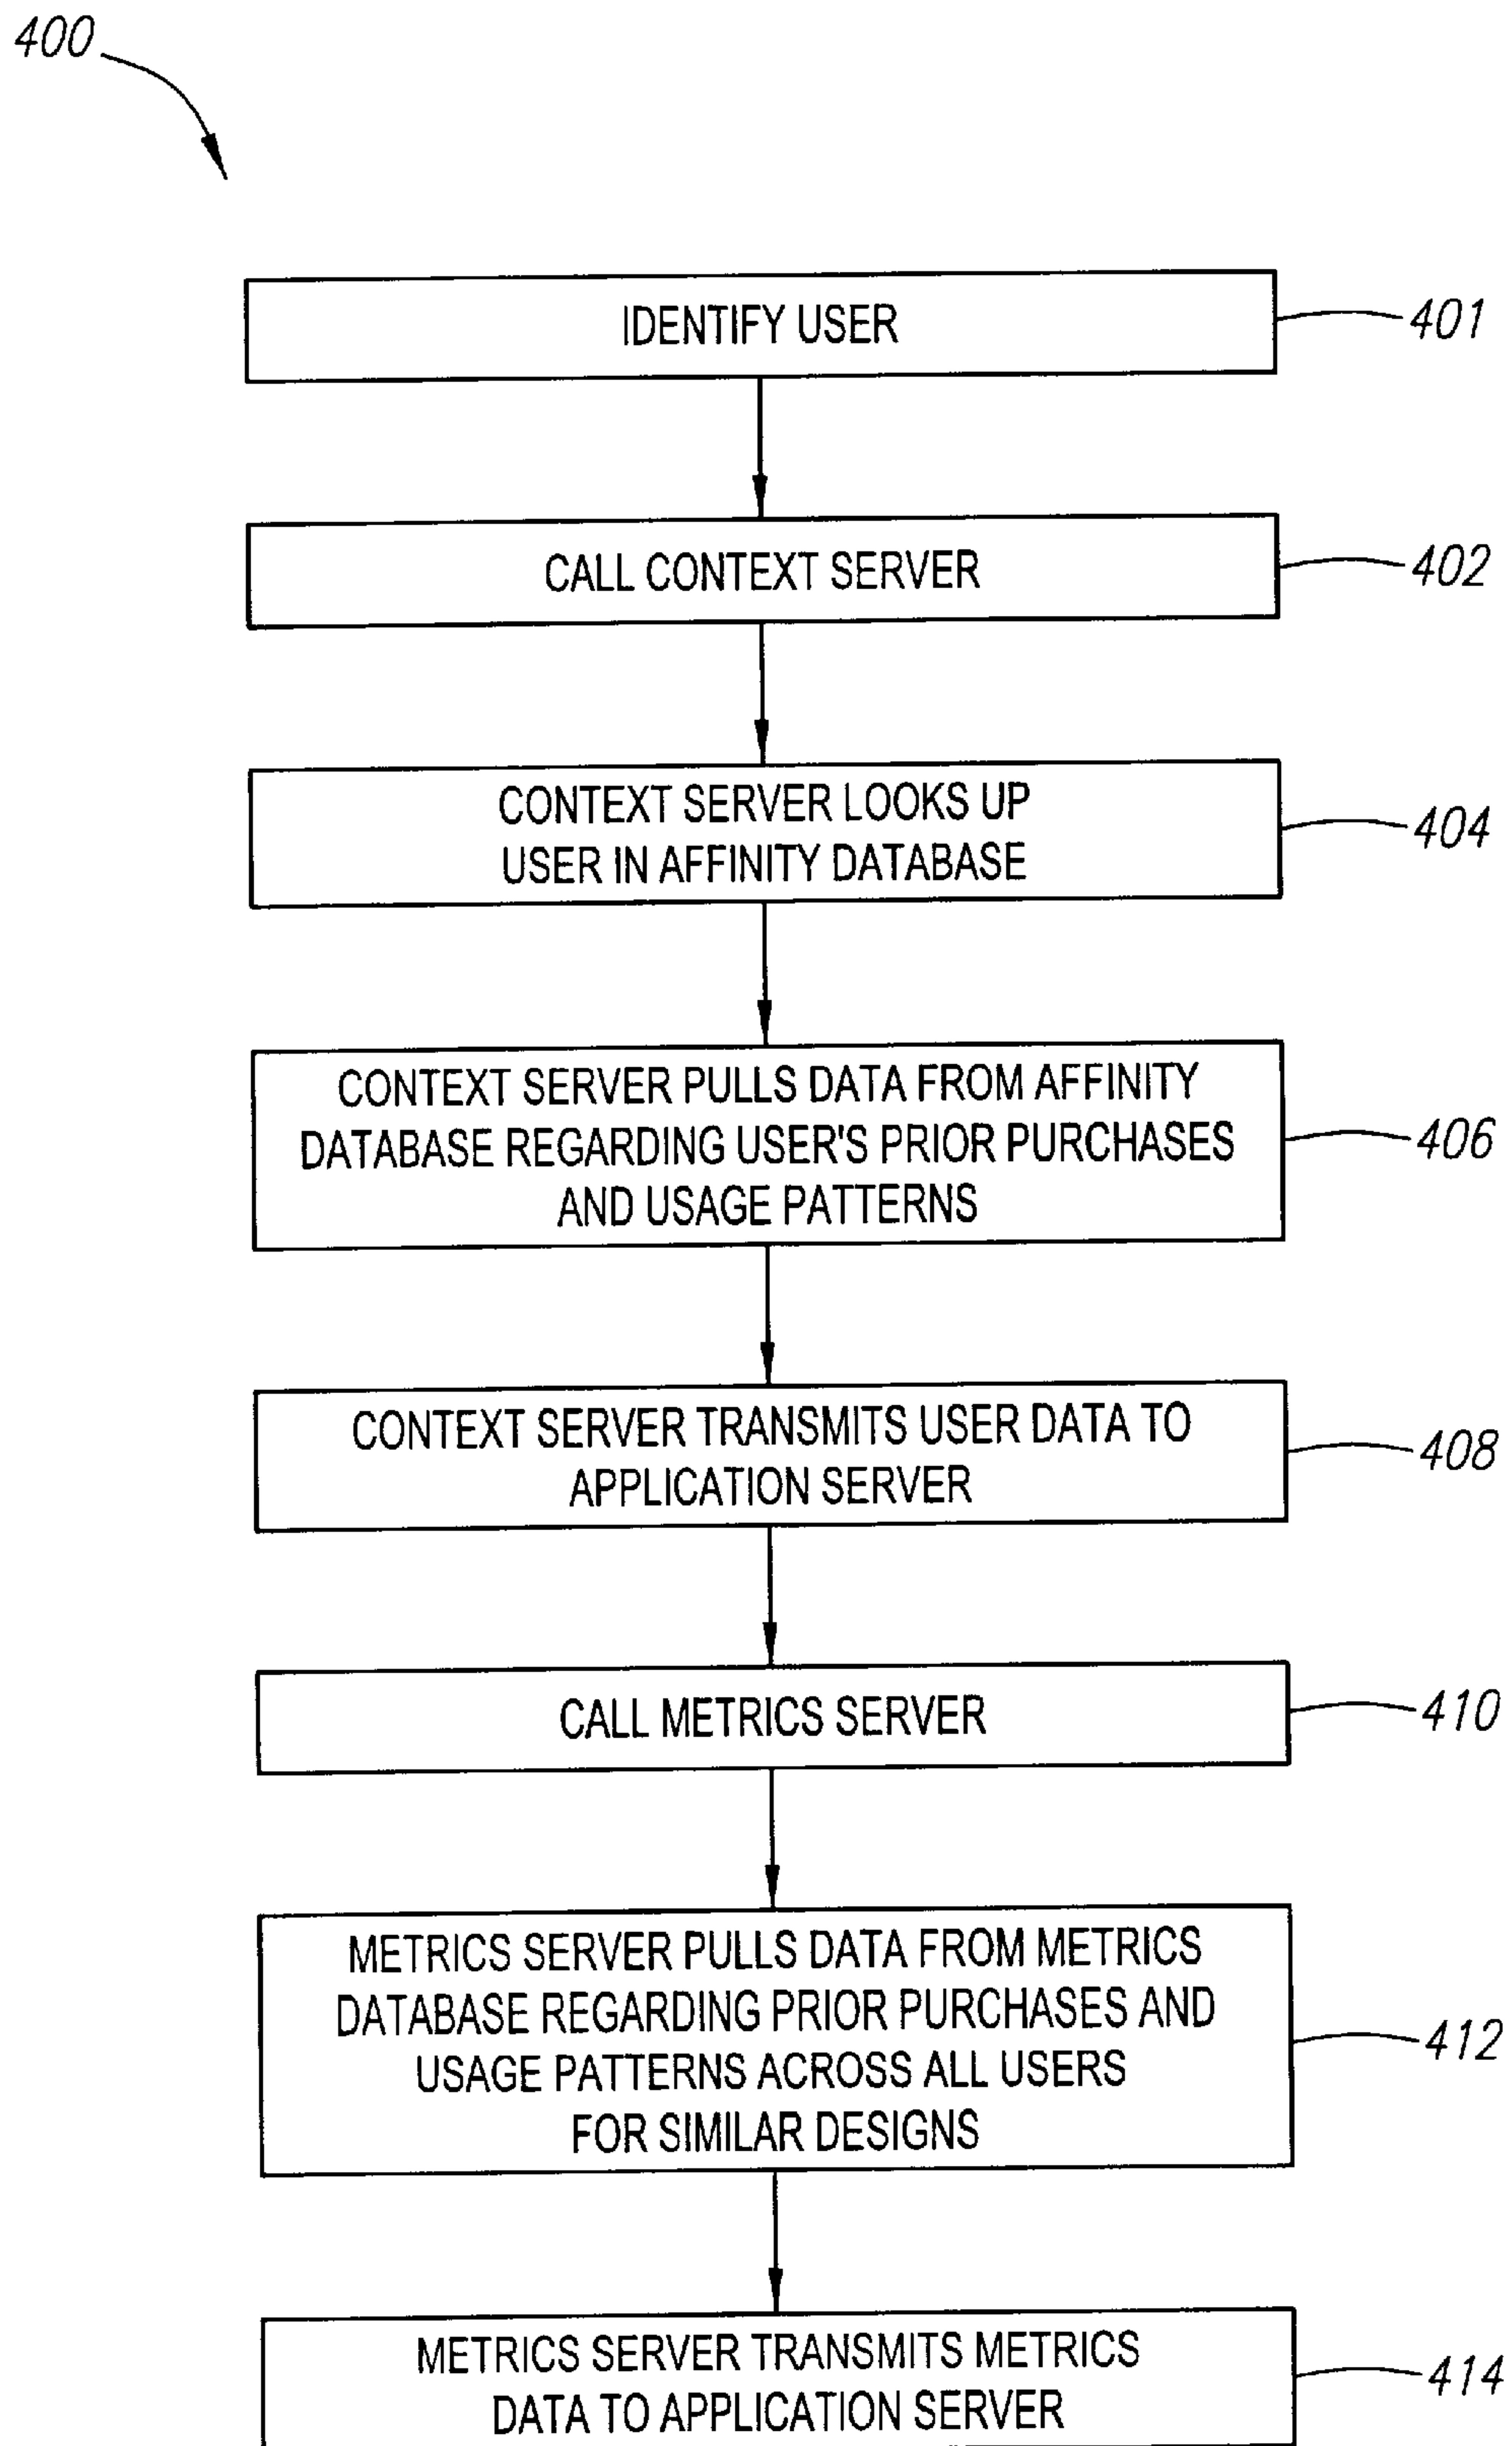 400
IDENTIFY USER
401
CALL CONTEXT SERVER
402
CONTEXT SERVER LOOKS UP
USER IN AFFINITY DATABASE
404
CONTEXT SERVER PULLS DATA FROM AFFINITY
DATABASE REGARDING USER'S PRIOR PURCHASES
AND USAGE PATTERNS
406
CONTEXT SERVER TRANSMITS USER DATA TO
APPLICATION SERVER
408
CALL METRICS SERVER
410
METRICS SERVER PULLS DATA FROM METRICS
DATABASE REGARDING PRIOR PURCHASES AND
USAGE PATTERNS ACROSS ALL USERS
FOR SIMILAR DESIGNS
412
METRICS SERVER TRANSMITS METRICS
DATA TO APPLICATION SERVER
414